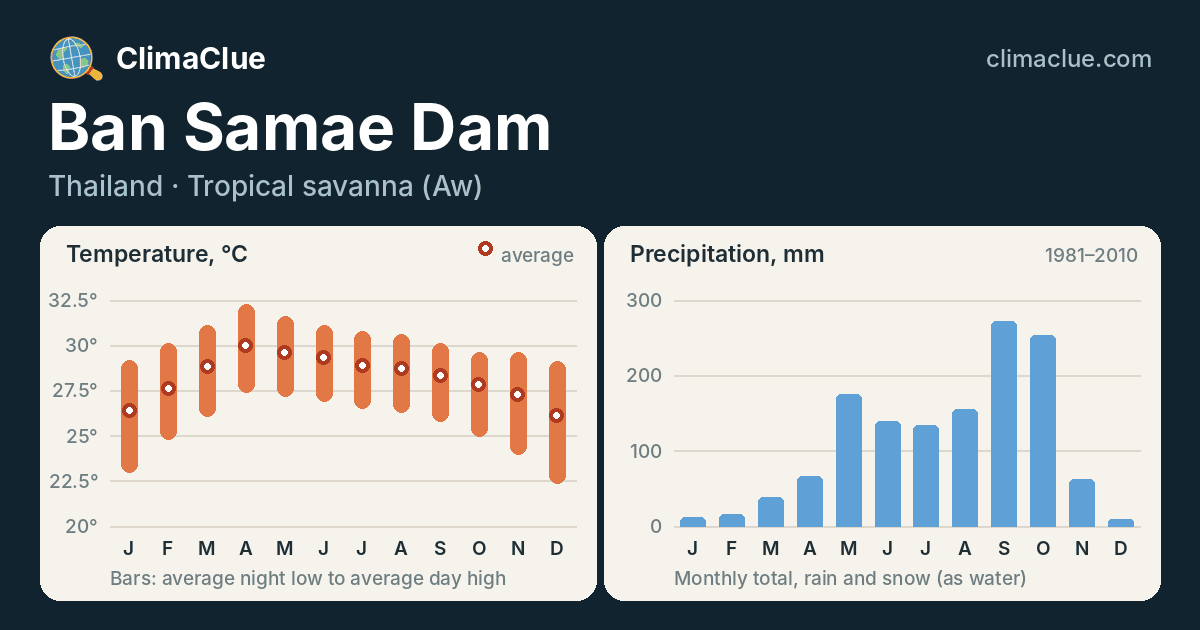 ClimaClue
climaclue.com
Ban Samae Dam
Thailand · Tropical savanna (Aw)
Temperature, °C
average
32.5°
30°
27.5°
25°
22.5°
20°
J F M A M J J A S O N D
Bars: average night low to average day high
Precipitation, mm
1981–2010
300
200
100
0
J F M A M J J A S O N D
Monthly total, rain and snow (as water)